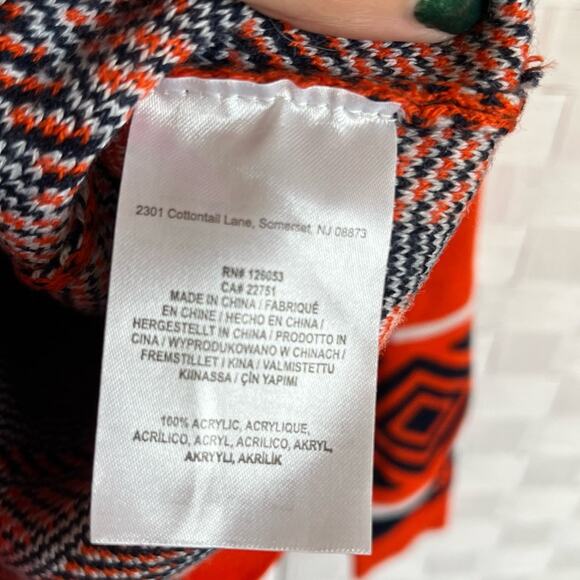 2301 Cottontail Lane, Somerset, NJ 08873
RN# 126053
CA# 22751
MADE IN CHINA / FABRIQUÉ
EN CHINE / HECHO EN CHINA /
HERGESTELLT IN CHINA / PRODOTTO IN
CINA / WYPRODUKOWANO W CHINACH /
FREMSTILLET I KINA / VALMISTETTU
KIINASSA / ÇİN YAPIMI
100% ACRYLIC, ACRYLIQUE,
ACRÍLICO, ACRYL, ACRILICO, AKRYL,
AKRYYLI, AKRİLİK